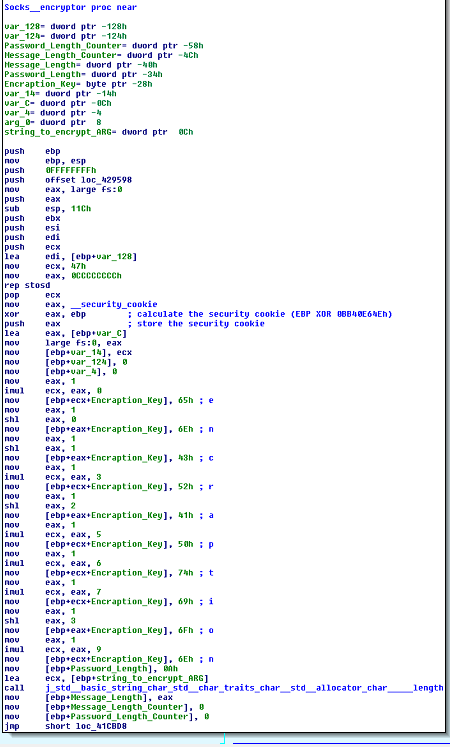 Socks__encryptor proc near
var_128= dword ptr -128h
var_124= dword ptr -124h
Password_Length_Counter= dword ptr -58h
Message_Length_Counter= dword ptr -4Ch
Message_Length= dword ptr -40h
Password_Length= dword ptr -34h
Encraption_Key= byte ptr -28h
var_14= dword ptr -14h
var_C= dword ptr -0Ch
var_4= dword ptr -4
arg_0= dword ptr  8
string_to_encrypt_ARG= dword ptr  0Ch
push    ebp
mov     ebp, esp
push    0FFFFFFFFh
push    offset loc_429598
mov     eax, large fs:0
push    eax
sub     esp, 11Ch
push    ebx
push    esi
push    edi
push    ecx
lea     edi, [ebp+var_128]
mov     ecx, 47h
mov     eax, 0CCCCCCCCh
rep stosd
pop     ecx
mov     eax, __security_cookie
xor     eax, ebp        ; calculate the security cookie (EBP XOR 0BB40E64Eh)
push    eax             ; store the security cookie
lea     eax, [ebp+var_C]
mov     large fs:0, eax
mov     [ebp+var_14], ecx
mov     [ebp+var_124], 0
mov     [ebp+var_4], 0
mov     eax, 1
imul    ecx, eax, 0
mov     [ebp+ecx+Encraption_Key], 65h ; e
mov     eax, 1
shl     eax, 0
mov     [ebp+eax+Encraption_Key], 6Eh ; n
mov     eax, 1
shl     eax, 1
mov     [ebp+eax+Encraption_Key], 43h ; c
mov     eax, 1
imul    ecx, eax, 3
mov     [ebp+ecx+Encraption_Key], 52h ; r
mov     eax, 1
shl     eax, 2
mov     [ebp+eax+Encraption_Key], 41h ; a
mov     eax, 1
imul    ecx, eax, 5
mov     [ebp+ecx+Encraption_Key], 50h ; p
mov     eax, 1
imul    ecx, eax, 6
mov     [ebp+ecx+Encraption_Key], 74h ; t
mov     eax, 1
imul    ecx, eax, 7
mov     [ebp+ecx+Encraption_Key], 69h ; i
mov     eax, 1
shl     eax, 3
mov     [ebp+eax+Encraption_Key], 6Fh ; o
mov     eax, 1
imul    ecx, eax, 9
mov     [ebp+ecx+Encraption_Key], 6Eh ; n
mov     [ebp+Password_Length], 0Ah
lea     ecx, [ebp+string_to_encrypt_ARG]
call    j_std__basic_string_char_std__char_traits_char__std__allocator_char_____length
mov     [ebp+Message_Length], eax
mov     [ebp+Message_Length_Counter], 0
mov     [ebp+Password_Length_Counter], 0
jmp     short loc_41CBD8